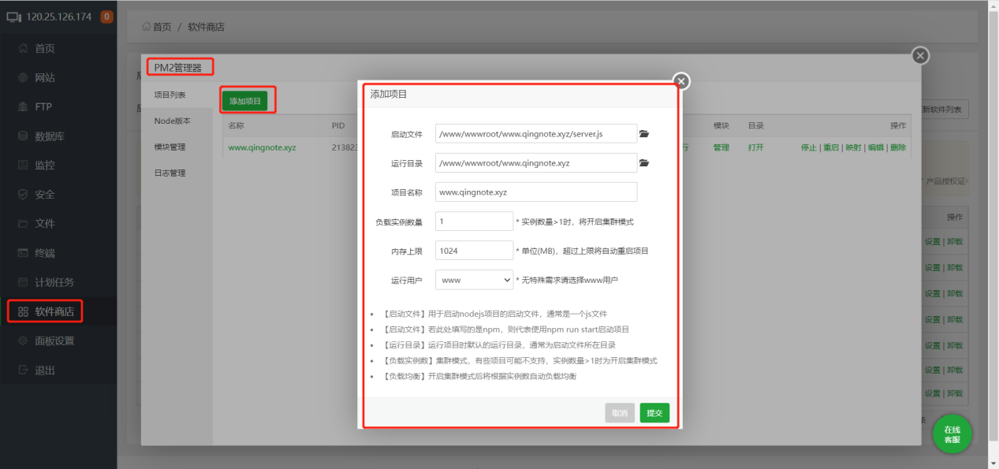 120.25.126.174 0
首页
网站
FTP
数据库
监控
安全
文件
终端
计划任务
软件商店
面板设置
退出
首页 / 软件商店
PM2管理器
项目列表
Node版本
模块管理
日志管理
添加项目
名称 PID 模块 目录 操作
www.qingnote.xyz 21382 行 管理 打开 停止 | 重启 | 映射 | 编辑 | 删除
添加项目
启动文件 /www/wwwroot/www.qingnote.xyz/server.js
运行目录 /www/wwwroot/www.qingnote.xyz
项目名称 www.qingnote.xyz
负载实例数量 1 * 实例数量>1时，将开启集群模式
内存上限 1024 * 单位(MB)，超过上限将自动重启项目
运行用户 www * 无特殊需求请选择www用户
【启动文件】用于启动nodejs项目的启动文件，通常是一个js文件
【启动文件】若此处填写的是npm，则代表使用npm run start启动项目
【运行目录】运行项目时默认的运行目录，通常为启动文件所在目录
【负载实例数】集群模式，有些项目可能不支持，实例数量>1时为开启集群模式
【负载均衡】开启集群模式后将根据实例数自动负载均衡
取消 提交
新软件列表
产品授权证
操作
设置 | 卸载
设置 | 卸载
设置 | 卸载
设置 | 卸载
设置 | 卸载
设置 | 卸载
设置 | 卸载
条
在线
客服